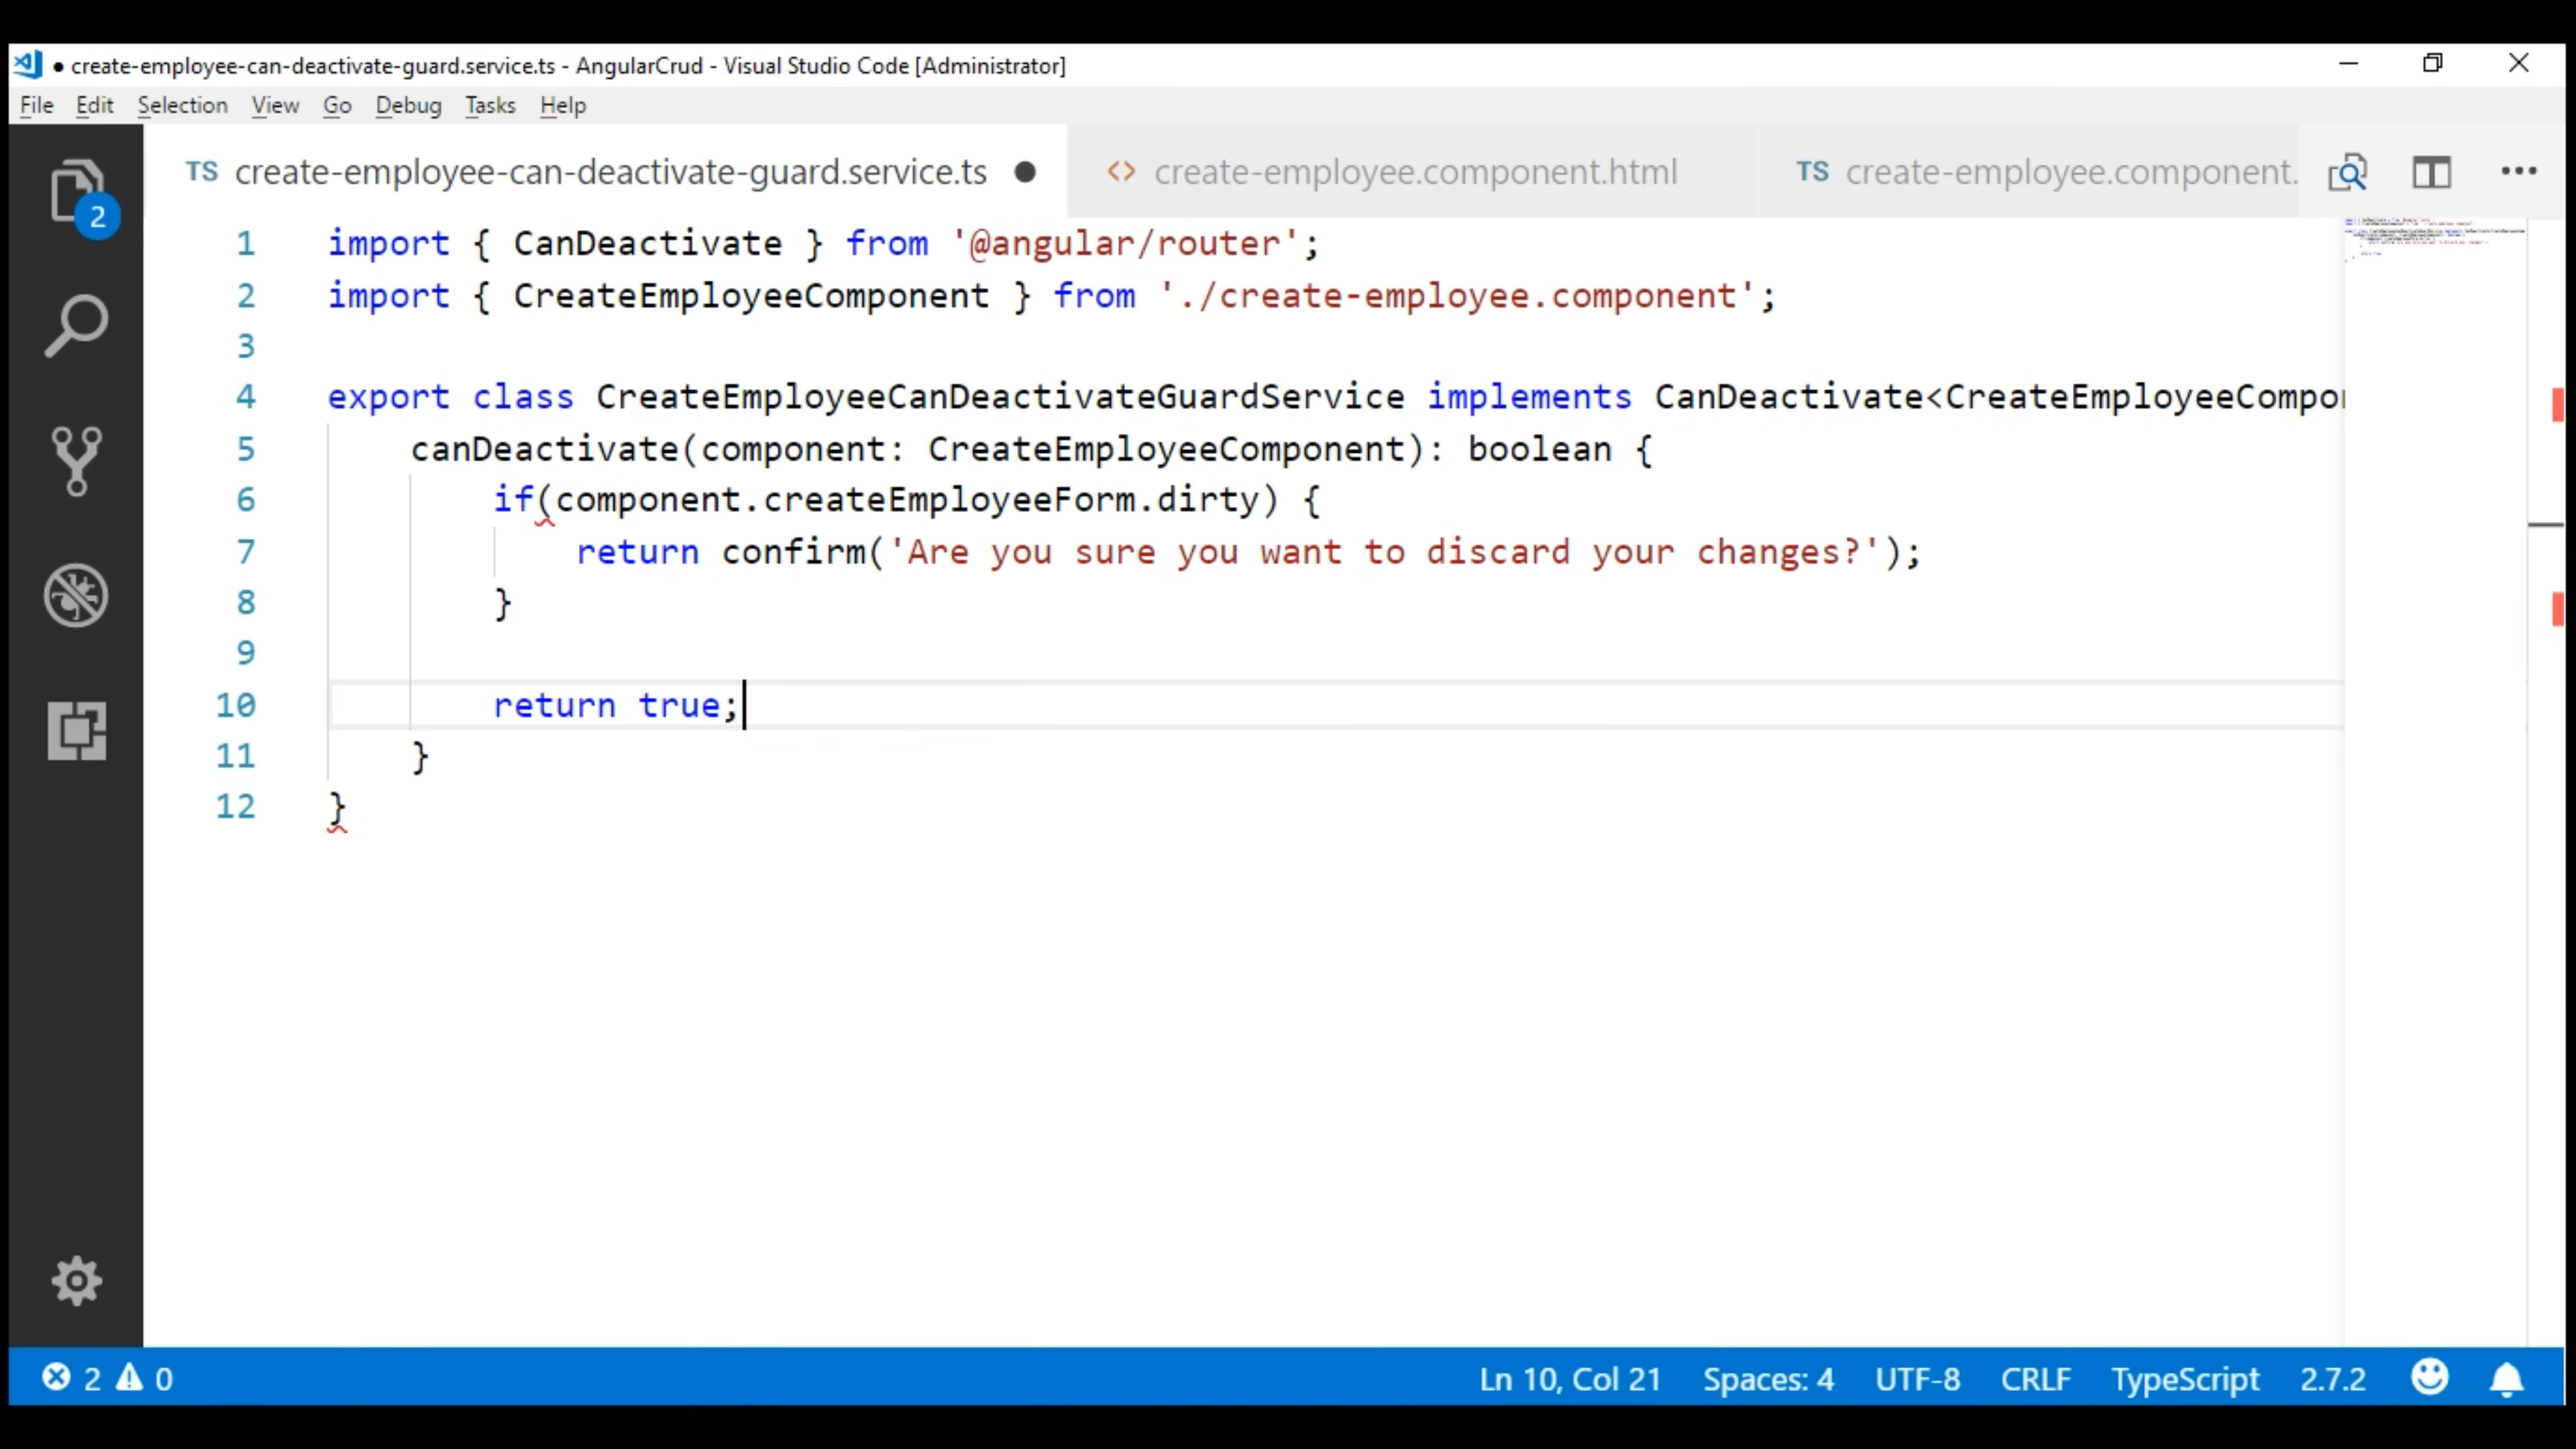 ● create-employee-can-deactivate-guard.service.ts - AngularCrud - Visual Studio Code [Administrator]
File Edit Selection View Go Debug Tasks Help
TS create-employee-can-deactivate-guard.service.ts ● <> create-employee.component.html TS create-employee.component.
2
1 import { CanDeactivate } from '@angular/router';
2 import { CreateEmployeeComponent } from './create-employee.component';
3
4 export class CreateEmployeeCanDeactivateGuardService implements CanDeactivate<CreateEmployeeCompo
5 canDeactivate(component: CreateEmployeeComponent): boolean {
6 if(component.createEmployeeForm.dirty) {
7 return confirm('Are you sure you want to discard your changes?');
8 }
9
10 return true;
11 }
12 }
2 0 Ln 10, Col 21 Spaces: 4 UTF-8 CRLF TypeScript 2.7.2